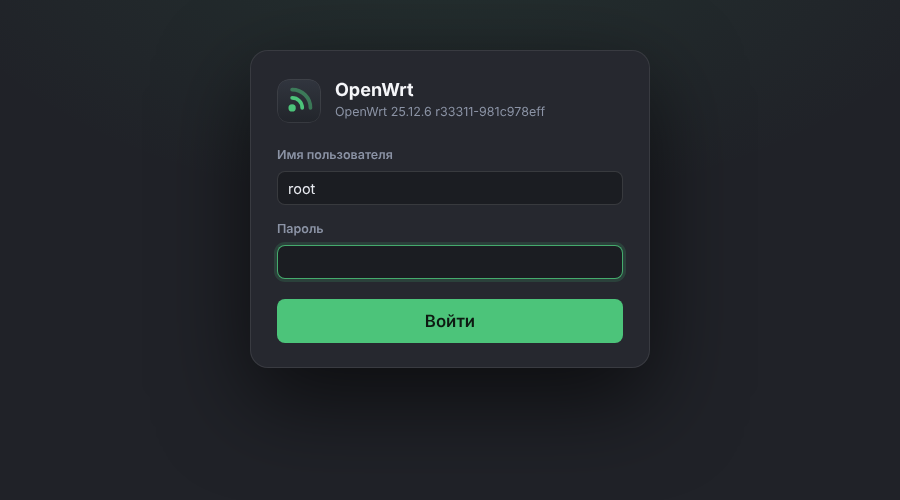 OpenWrt
OpenWrt 25.12.6 r33311-981c978eff
Имя пользователя
root
Пароль
Войти